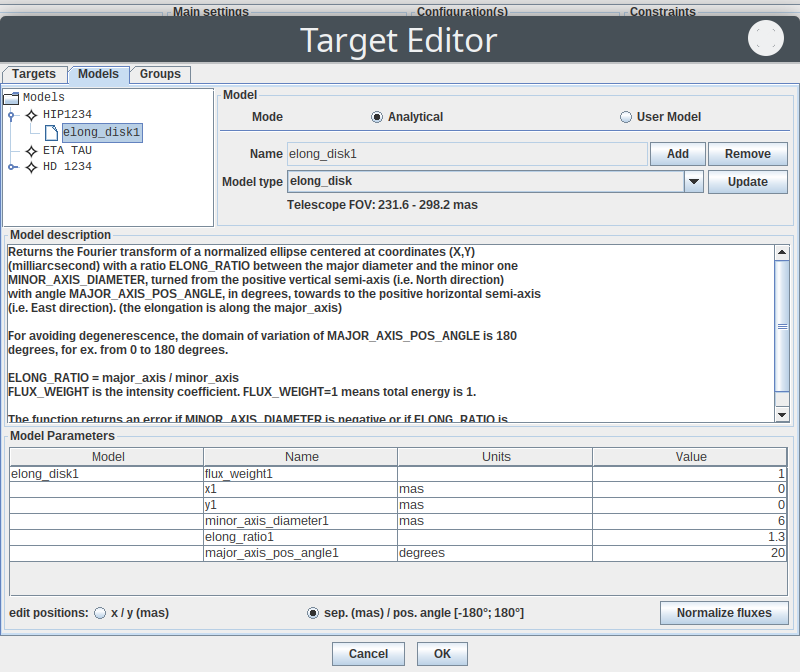 Main settings
Configuration(s)
Constraints
Target Editor
Targets
Models
Groups
Models
HIP1234
elong_disk1
ETA TAU
HD 1234
Model
Mode
Analytical
User Model
Name
elong_disk1
Add
Remove
Model type
elong_disk
Update
Telescope FOV: 231.6 - 298.2 mas
Model description
Returns the Fourier transform of a normalized ellipse centered at coordinates (X,Y)
(milliarcsecond) with a ratio ELONG_RATIO between the major diameter and the minor one
MINOR_AXIS_DIAMETER, turned from the positive vertical semi-axis (i.e. North direction)
with angle MAJOR_AXIS_POS_ANGLE, in degrees, towards to the positive horizontal semi-axis
(i.e. East direction). (the elongation is along the major_axis)
For avoiding degenerescence, the domain of variation of MAJOR_AXIS_POS_ANGLE is 180
degrees, for ex. from 0 to 180 degrees.
ELONG_RATIO = major_axis / minor_axis
FLUX_WEIGHT is the intensity coefficient. FLUX_WEIGHT=1 means total energy is 1.
The function returns an error if MINOR_AXIS_DIAMETER is negative or if ELONG_RATIO is
Model Parameters
Model Name Units Value
elong_disk1 flux_weight1 1
x1 mas 0
y1 mas 0
minor_axis_diameter1 mas 6
elong_ratio1 1.3
major_axis_pos_angle1 degrees 20
edit positions: x / y (mas) sep. (mas) / pos. angle [-180°; 180°]
Normalize fluxes
Cancel
OK